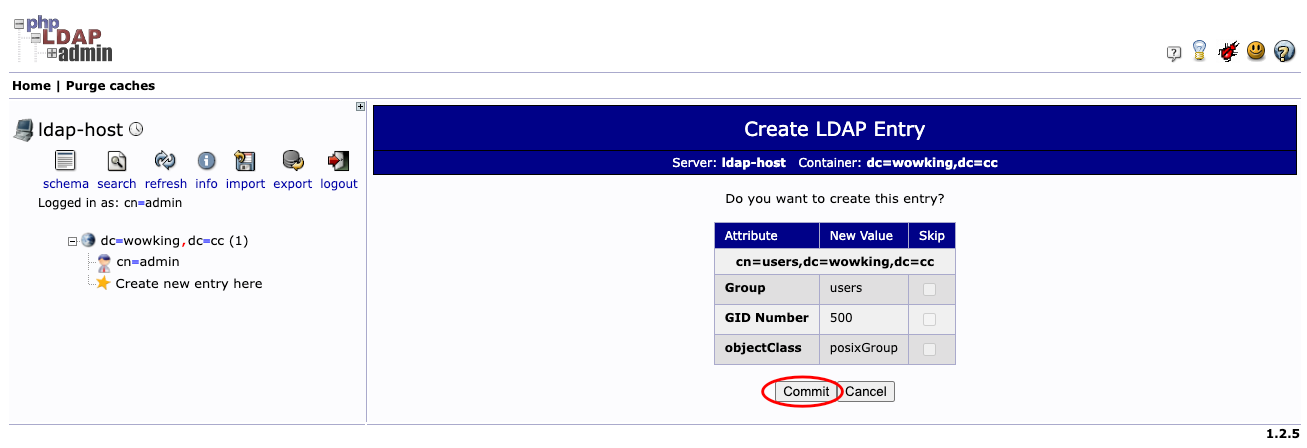 php
LDAP
admin
Home | Purge caches
ldap-host
schema search refresh info import export logout
Logged in as: cn=admin
dc=wowking,dc=cc (1)
cn=admin
Create new entry here
Create LDAP Entry
Server: ldap-host Container: dc=wowking,dc=cc
Do you want to create this entry?
Attribute New Value Skip
cn=users,dc=wowking,dc=cc
Group users
GID Number 500
objectClass posixGroup
Commit Cancel
1.2.5